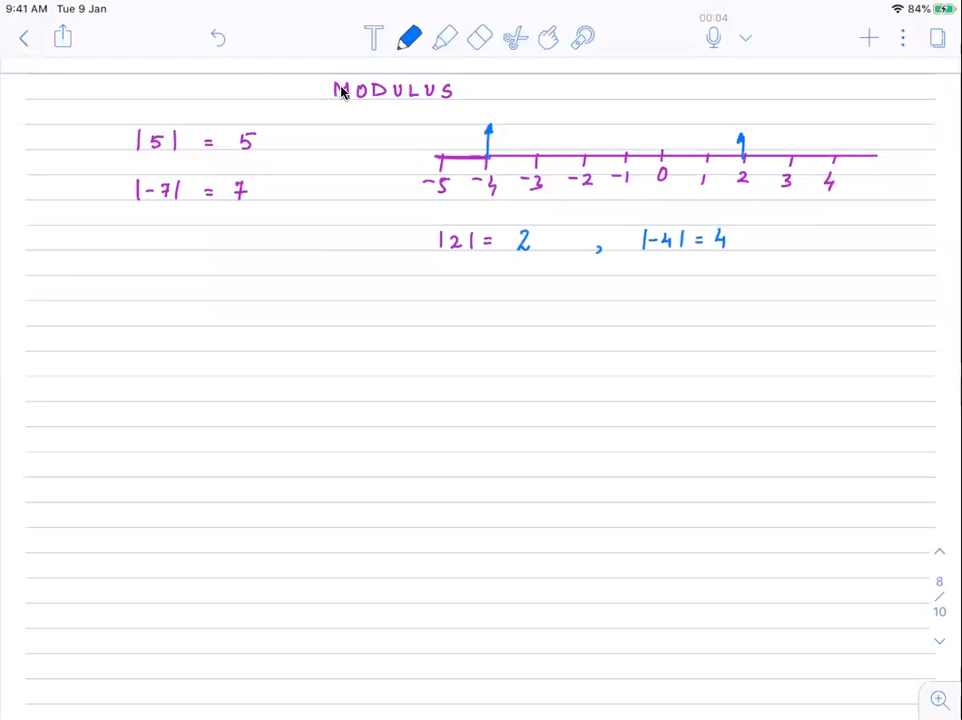 9:41 AM Tue 9 Jan
84%
00:04
T
MODULUS
|5| = 5
|-7| = 7
-5 -4 -3 -2 -1 0 1 2 3 4
|2| = 2 , |-4| = 4
8
/
10